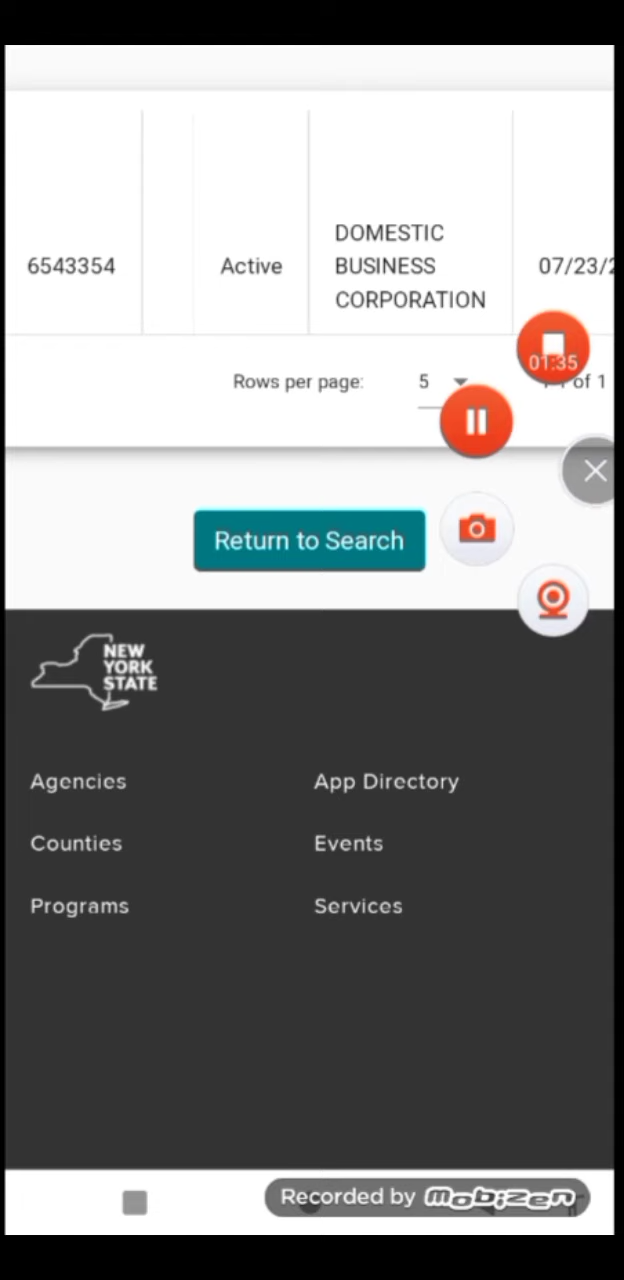 DOMESTIC
6543354 Active BUSINESS 07/23/2
CORPORATION
01:35
Rows per page: 5 of 1
Return to Search
NEW
YORK
STATE
Agencies App Directory
Counties Events
Programs Services
Recorded by Mobizen